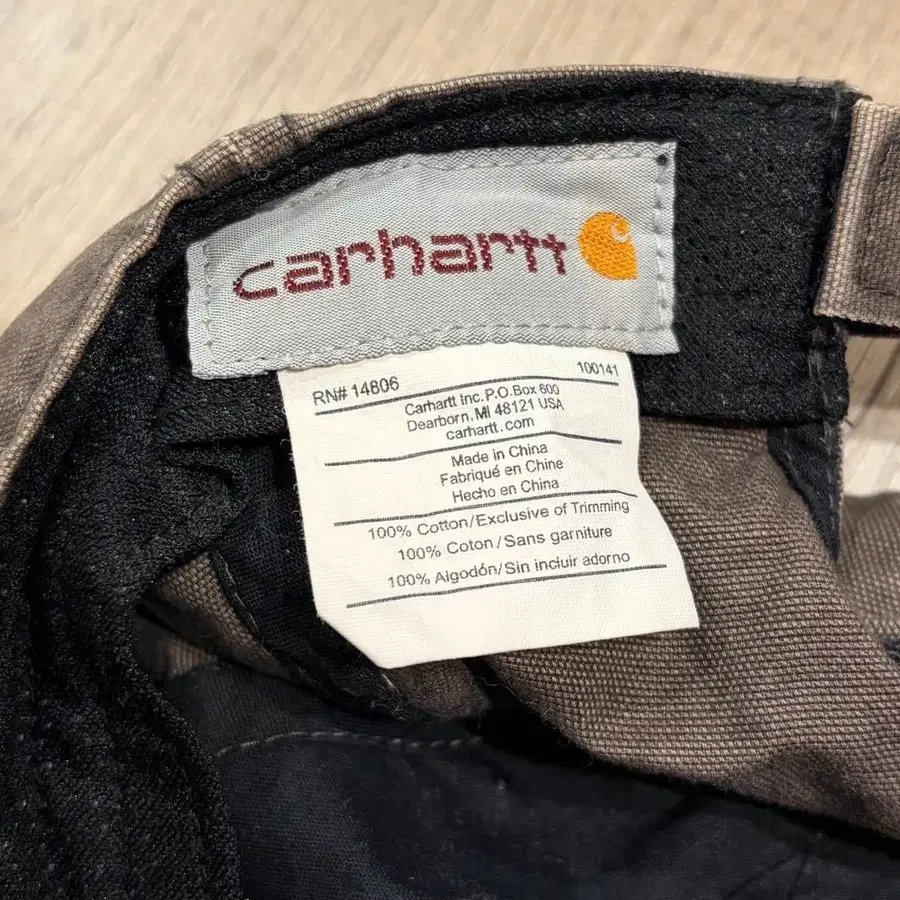 carhartt
RN# 14806 100141
Carhartt Inc. P.O. Box 600
Dearborn, MI 48121 USA
carhartt.com
Made in China
Fabriqué en Chine
Hecho en China
100% Cotton/Exclusive of Trimming
100% Coton/Sans garniture
100% Algodón/Sin incluir adorno